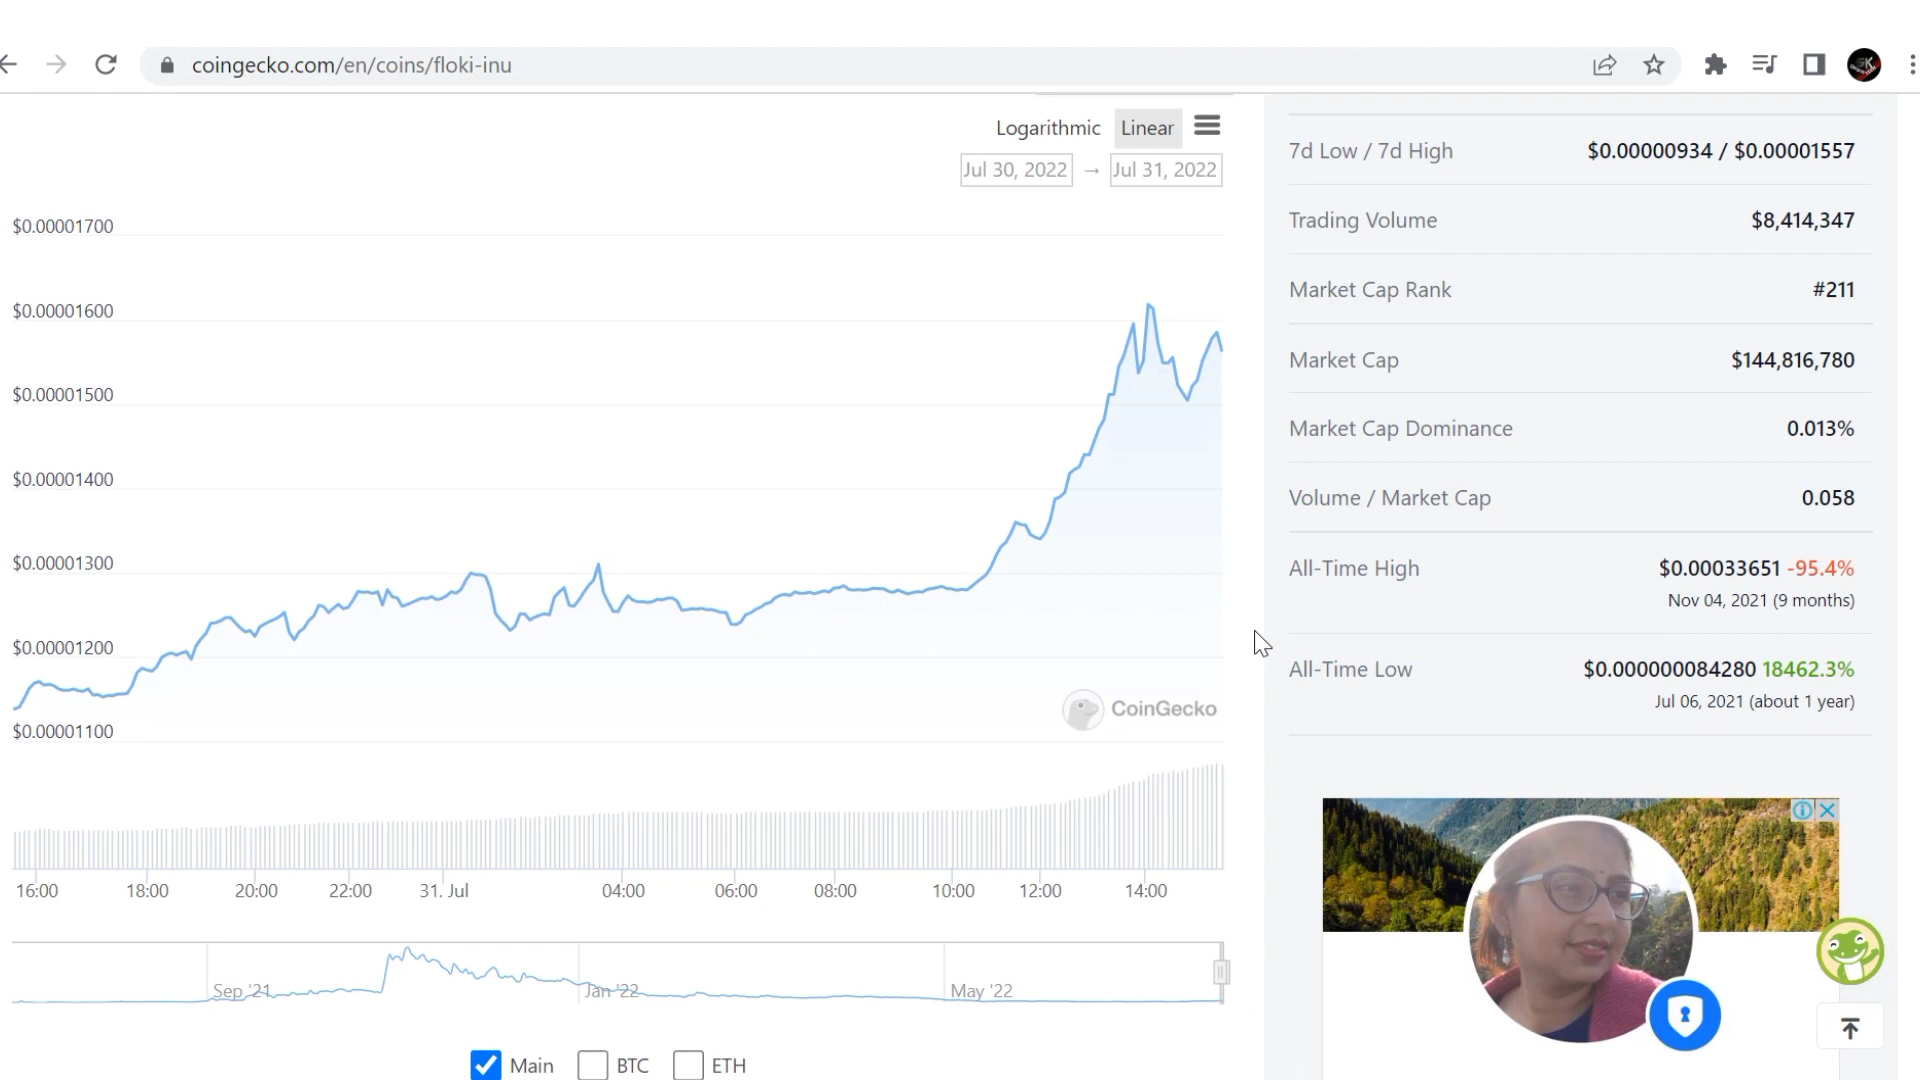 coingecko.com/en/coins/floki-inu
Logarithmic Linear
Jul 30, 2022 → Jul 31, 2022
$0.00001700
$0.00001600
$0.00001500
$0.00001400
$0.00001300
$0.00001200
$0.00001100
CoinGecko
16:00 18:00 20:00 22:00 31. Jul 04:00 06:00 08:00 10:00 12:00 14:00
Sep '21 Jan '22 May '22
Main BTC ETH
7d Low / 7d High $0.00000934 / $0.00001557
Trading Volume $8,414,347
Market Cap Rank #211
Market Cap $144,816,780
Market Cap Dominance 0.013%
Volume / Market Cap 0.058
All-Time High $0.00033651 -95.4%
Nov 04, 2021 (9 months)
All-Time Low $0.000000084280 18462.3%
Jul 06, 2021 (about 1 year)